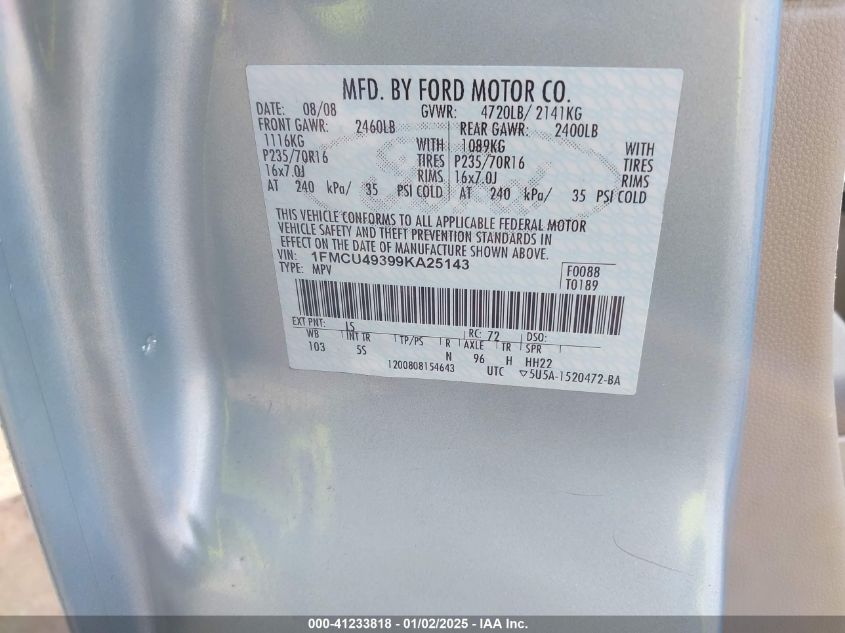 MFD. BY FORD MOTOR CO.
DATE: 08/08 GVWR: 4720LB/ 2141KG
FRONT GAWR: 2460LB REAR GAWR: 2400LB
1116KG WITH 1089KG WITH
P235/70R16 TIRES P235/70R16 TIRES
16x7.0J RIMS 16x7.0J RIMS
AT 240 kPa/ 35 PSI COLD AT 240 kPa/ 35 PSI COLD
THIS VEHICLE CONFORMS TO ALL APPLICABLE FEDERAL MOTOR
VEHICLE SAFETY AND THEFT PREVENTION STANDARDS IN
EFFECT ON THE DATE OF MANUFACTURE SHOWN ABOVE.
VIN: 1FMCU49399KA25143
TYPE: MPV
F0088
T0189
EXT PNT: LS RC: 72 DSO:
WB INT TR TP/PS R AXLE TR SPR
103 5S N 96 H HH22
1200808154643 UTC ▽5U5A-1520472-BA
000-41233818 - 01/02/2025 - IAA Inc.